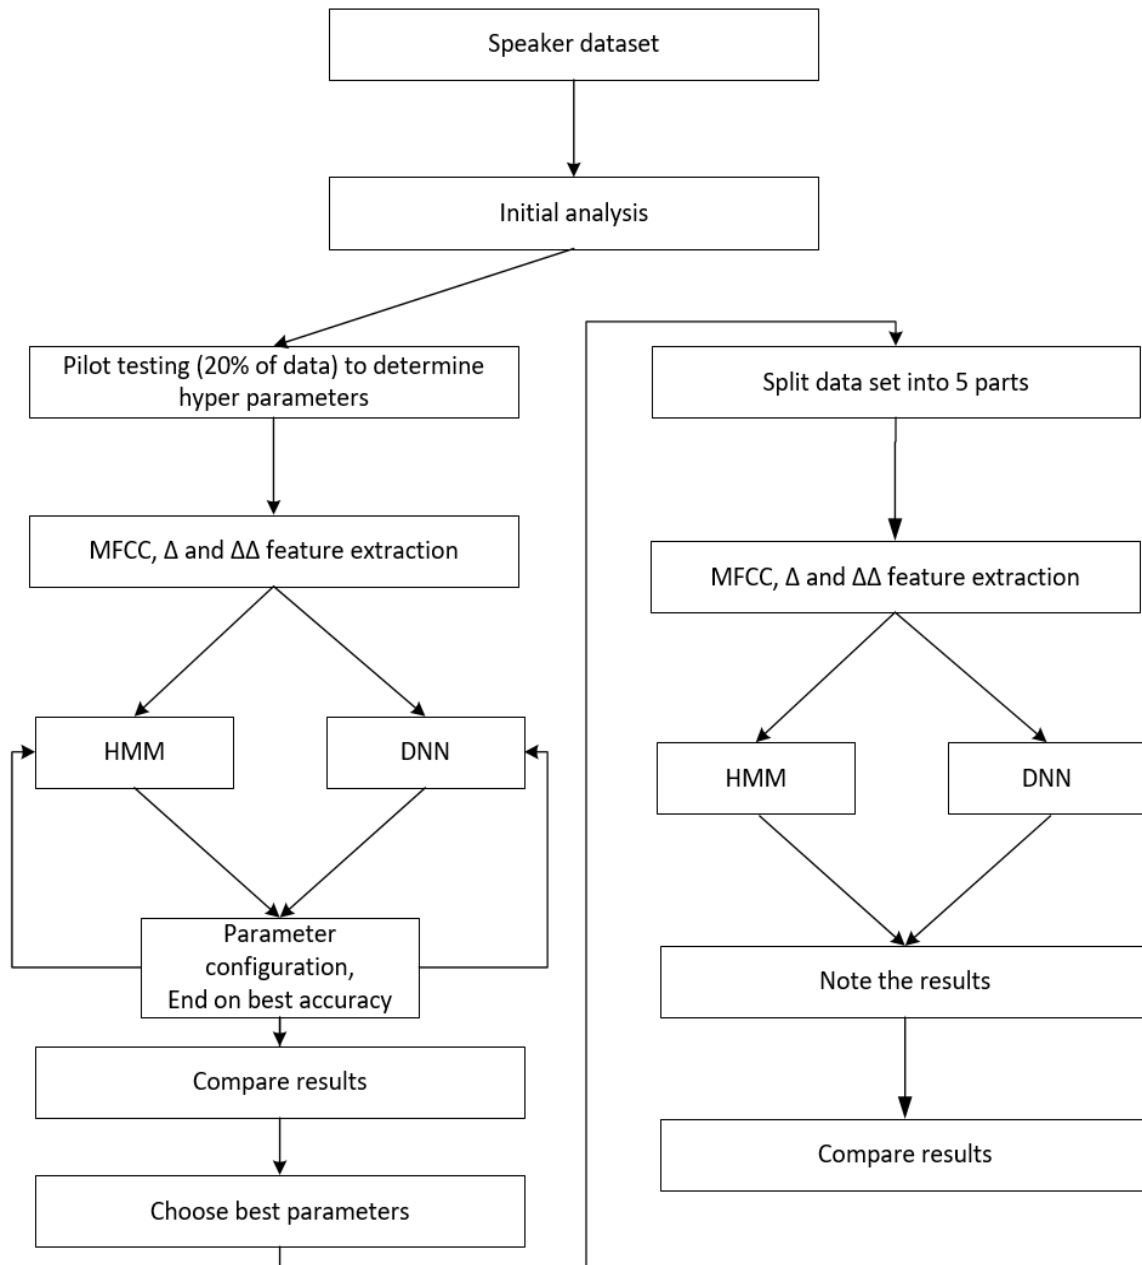 Speaker dataset
Initial analysis
Pilot testing (20% of data) to determine
hyper parameters
MFCC, Δ and ΔΔ feature extraction
HMM
DNN
Parameter
configuration,
End on best accuracy
Compare results
Choose best parameters
Split data set into 5 parts
MFCC, Δ and ΔΔ feature extraction
HMM
DNN
Note the results
Compare results